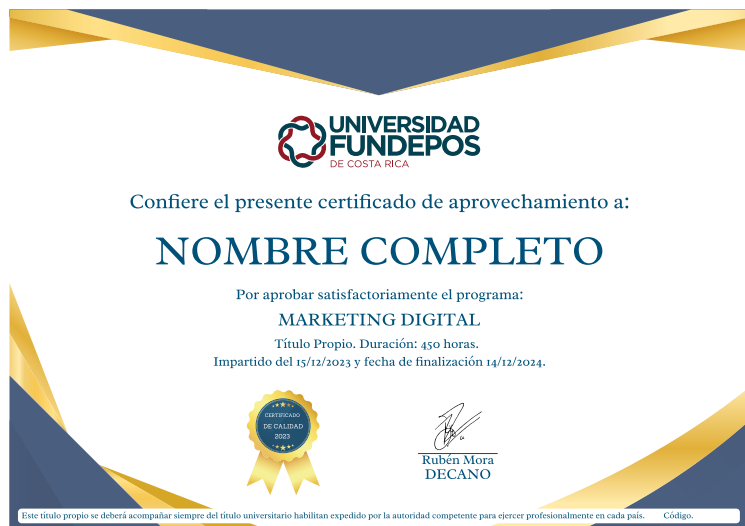 UNIVERSIDAD
FUNDEPOS
DE COSTA RICA
Confiere el presente certificado de aprovechamiento a:
NOMBRE COMPLETO
Por aprobar satisfactoriamente el programa:
MARKETING DIGITAL
Título Propio. Duración: 450 horas.
Impartido del 15/12/2023 y fecha de finalización 14/12/2024.
CERTIFICADO
DE CALIDAD
2023
Rubén Mora
DECANO
Este titulo propio se deberá acompañar siempre del título universitario habilitan expedido por la autoridad competente para ejercer profesionalmente en cada país. Código.